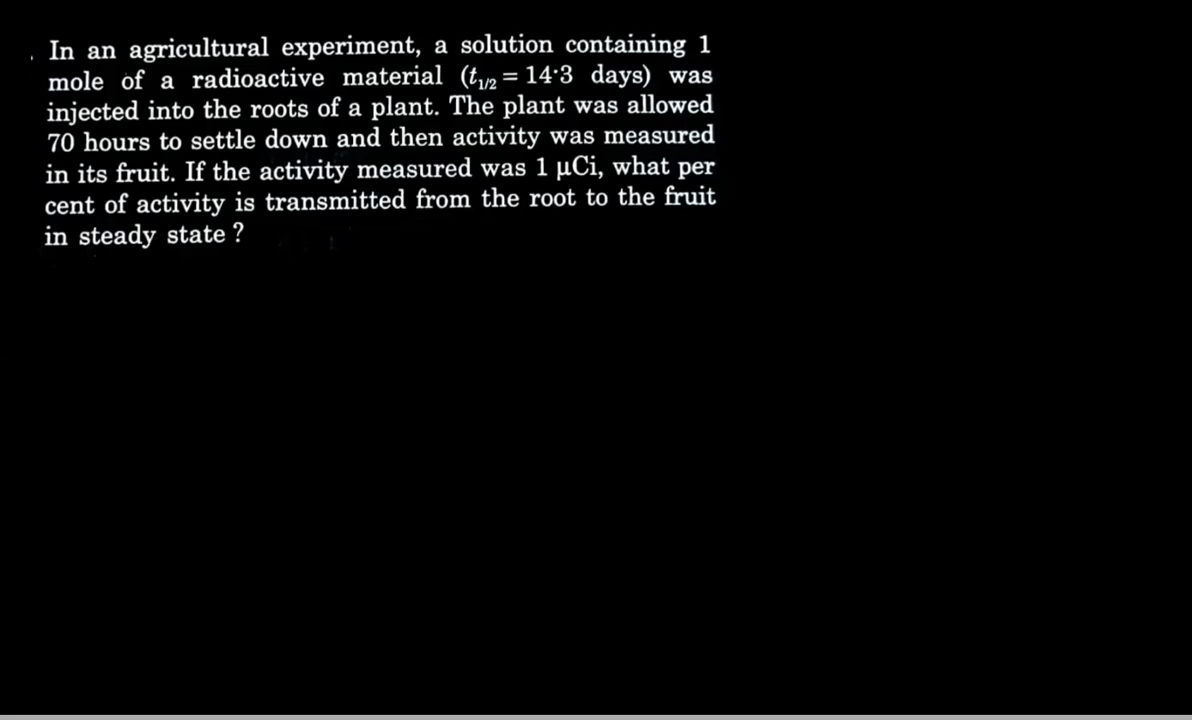 In an agricultural experiment, a solution containing 1
mole of a radioactive material (t1/2 = 14·3 days) was
injected into the roots of a plant. The plant was allowed
70 hours to settle down and then activity was measured
in its fruit. If the activity measured was 1 μCi, what per
cent of activity is transmitted from the root to the fruit
in steady state ?